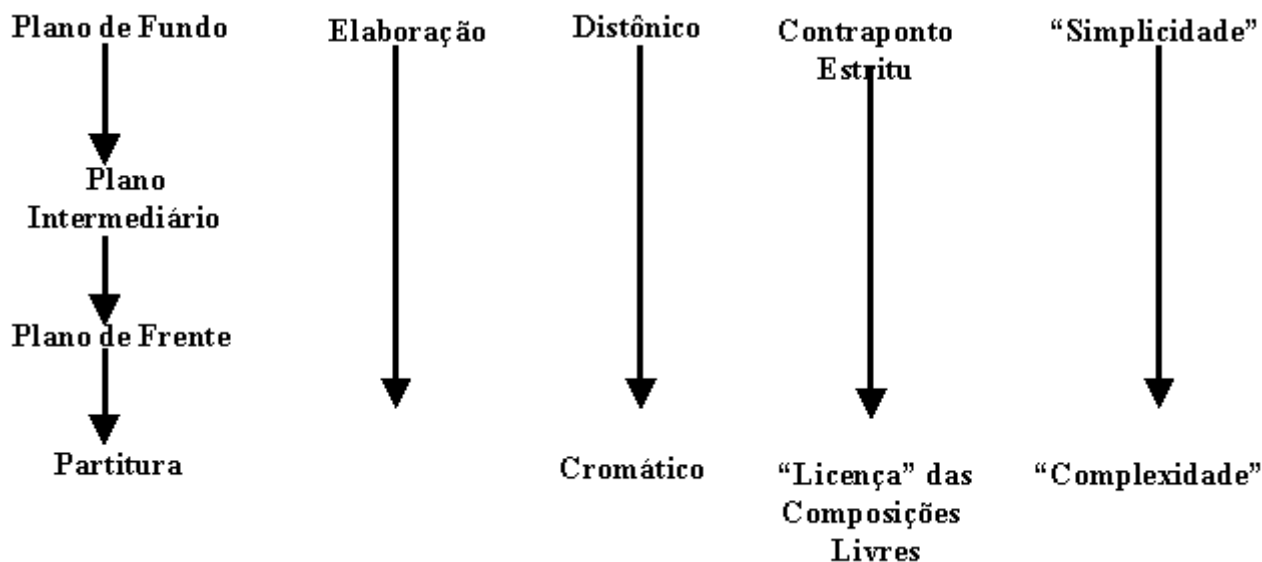 Plano de Fundo
Elaboração
Distônico
Contraponto
Estritu
“Simplicidade”
Plano
Intermediário
Plano de Frente
Partitura
Cromático
“Licença” das
Composições
Livres
“Complexidade”